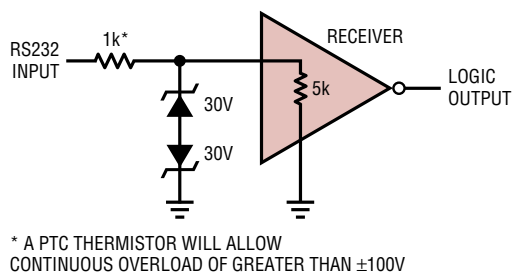 RS232
INPUT
1k*
30V
30V
RECEIVER
5k
LOGIC
OUTPUT
* A PTC THERMISTOR WILL ALLOW
CONTINUOUS OVERLOAD OF GREATER THAN ±100V